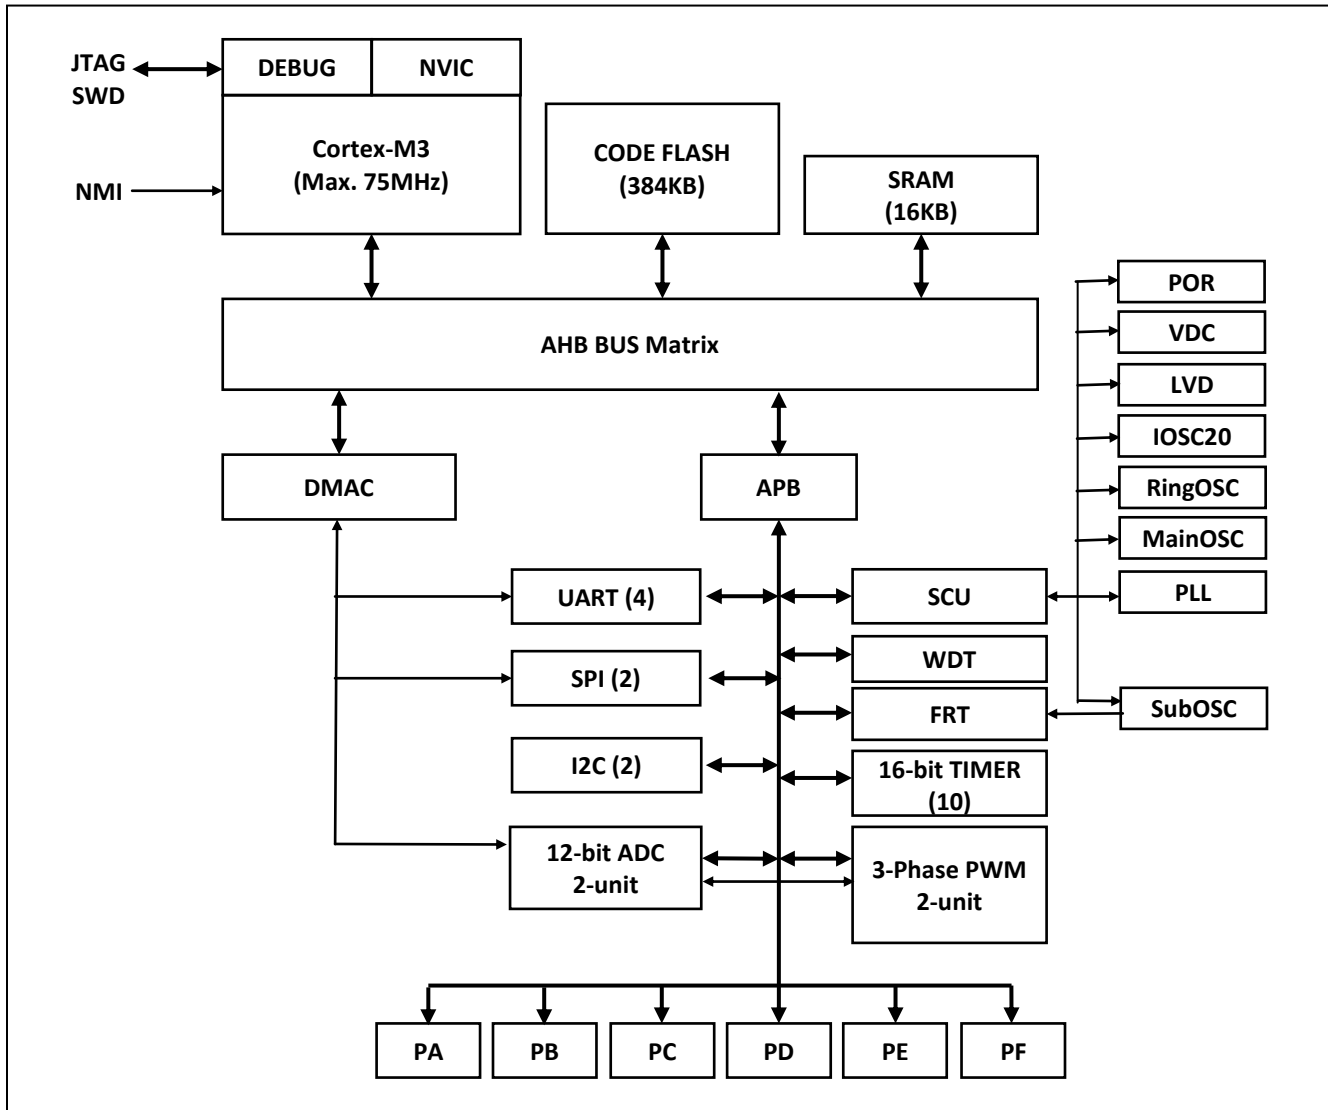 JTAG
SWD
DEBUG
NVIC
Cortex-M3
(Max. 75MHz)
NMI
CODE FLASH
(384KB)
SRAM
(16KB)
AHB BUS Matrix
POR
VDC
LVD
IOSC20
RingOSC
MainOSC
PLL
SubOSC
DMAC
APB
UART (4)
SCU
SPI (2)
WDT
FRT
I2C (2)
16-bit TIMER
(10)
12-bit ADC
2-unit
3-Phase PWM
2-unit
PA
PB
PC
PD
PE
PF